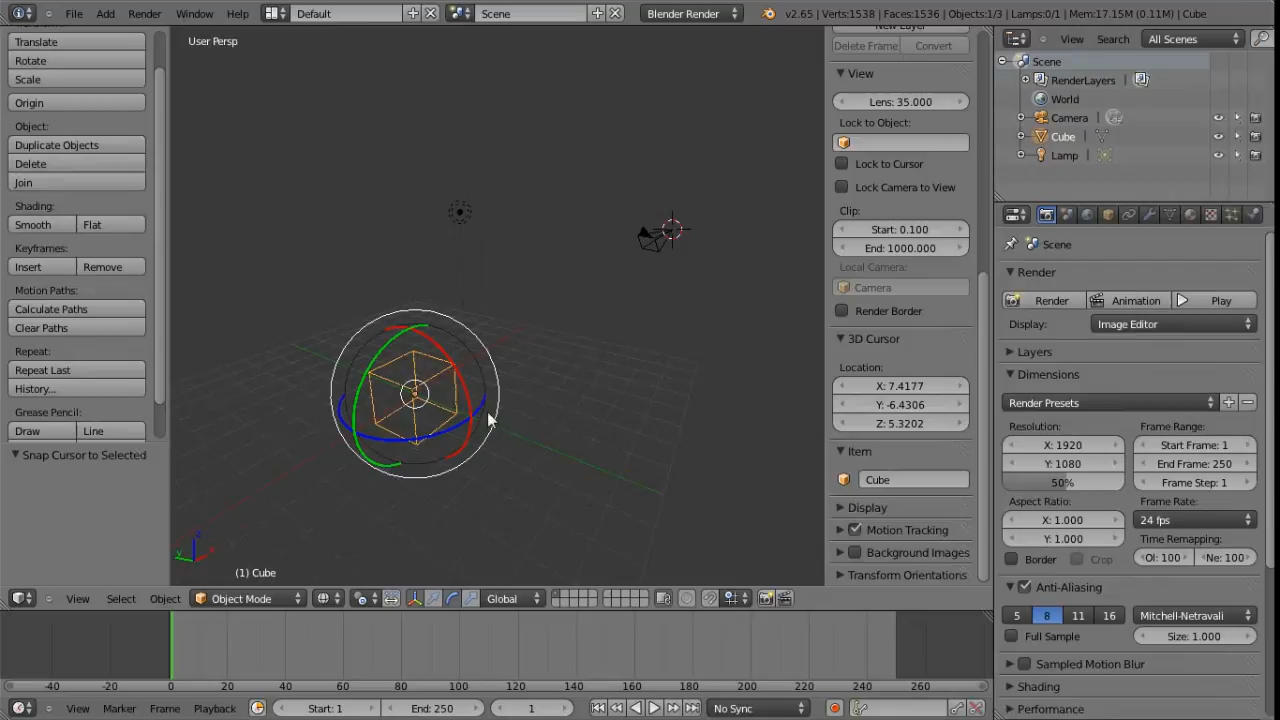 File Add Render Window Help Default Scene Blender Render v2.65 | Verts:1538 | Faces:1536 | Objects:1/3 | Lamps:0/1 | Mem:17.15M (0.11M) | Cube
Translate
Rotate
Scale
Origin
Object:
Duplicate Objects
Delete
Join
Shading:
Smooth Flat
Keyframes:
Insert Remove
Motion Paths:
Calculate Paths
Clear Paths
Repeat:
Repeat Last
History...
Grease Pencil:
Draw Line
Snap Cursor to Selected
User Persp
(1) Cube
z
y
x
Delete Frame Convert
View
Lens: 35.000
Lock to Object:
Lock to Cursor
Lock Camera to View
Clip:
Start: 0.100
End: 1000.000
Local Camera:
Camera
Render Border
3D Cursor
Location:
X: 7.4177
Y: -6.4306
Z: 5.3202
Item
Cube
Display
Motion Tracking
Background Images
Transform Orientations
View Search All Scenes
Scene
RenderLayers
World
Camera
Cube
Lamp
Scene
Render
Render Animation Play
Display: Image Editor
Layers
Dimensions
Render Presets
Resolution: Frame Range:
X: 1920 Start Frame: 1
Y: 1080 End Frame: 250
50% Frame Step: 1
Aspect Ratio: Frame Rate:
X: 1.000 24 fps
Y: 1.000 Time Remapping:
Border Crop Ol: 100 Ne: 100
Anti-Aliasing
5 8 11 16 Mitchell-Netravali
Full Sample Size: 1.000
Sampled Motion Blur
Shading
Performance
View Select Object Object Mode Global
-40 -20 0 20 40 60 80 100 120 140 160 180 200 220 240 260
View Marker Frame Playback Start: 1 End: 250 1 No Sync